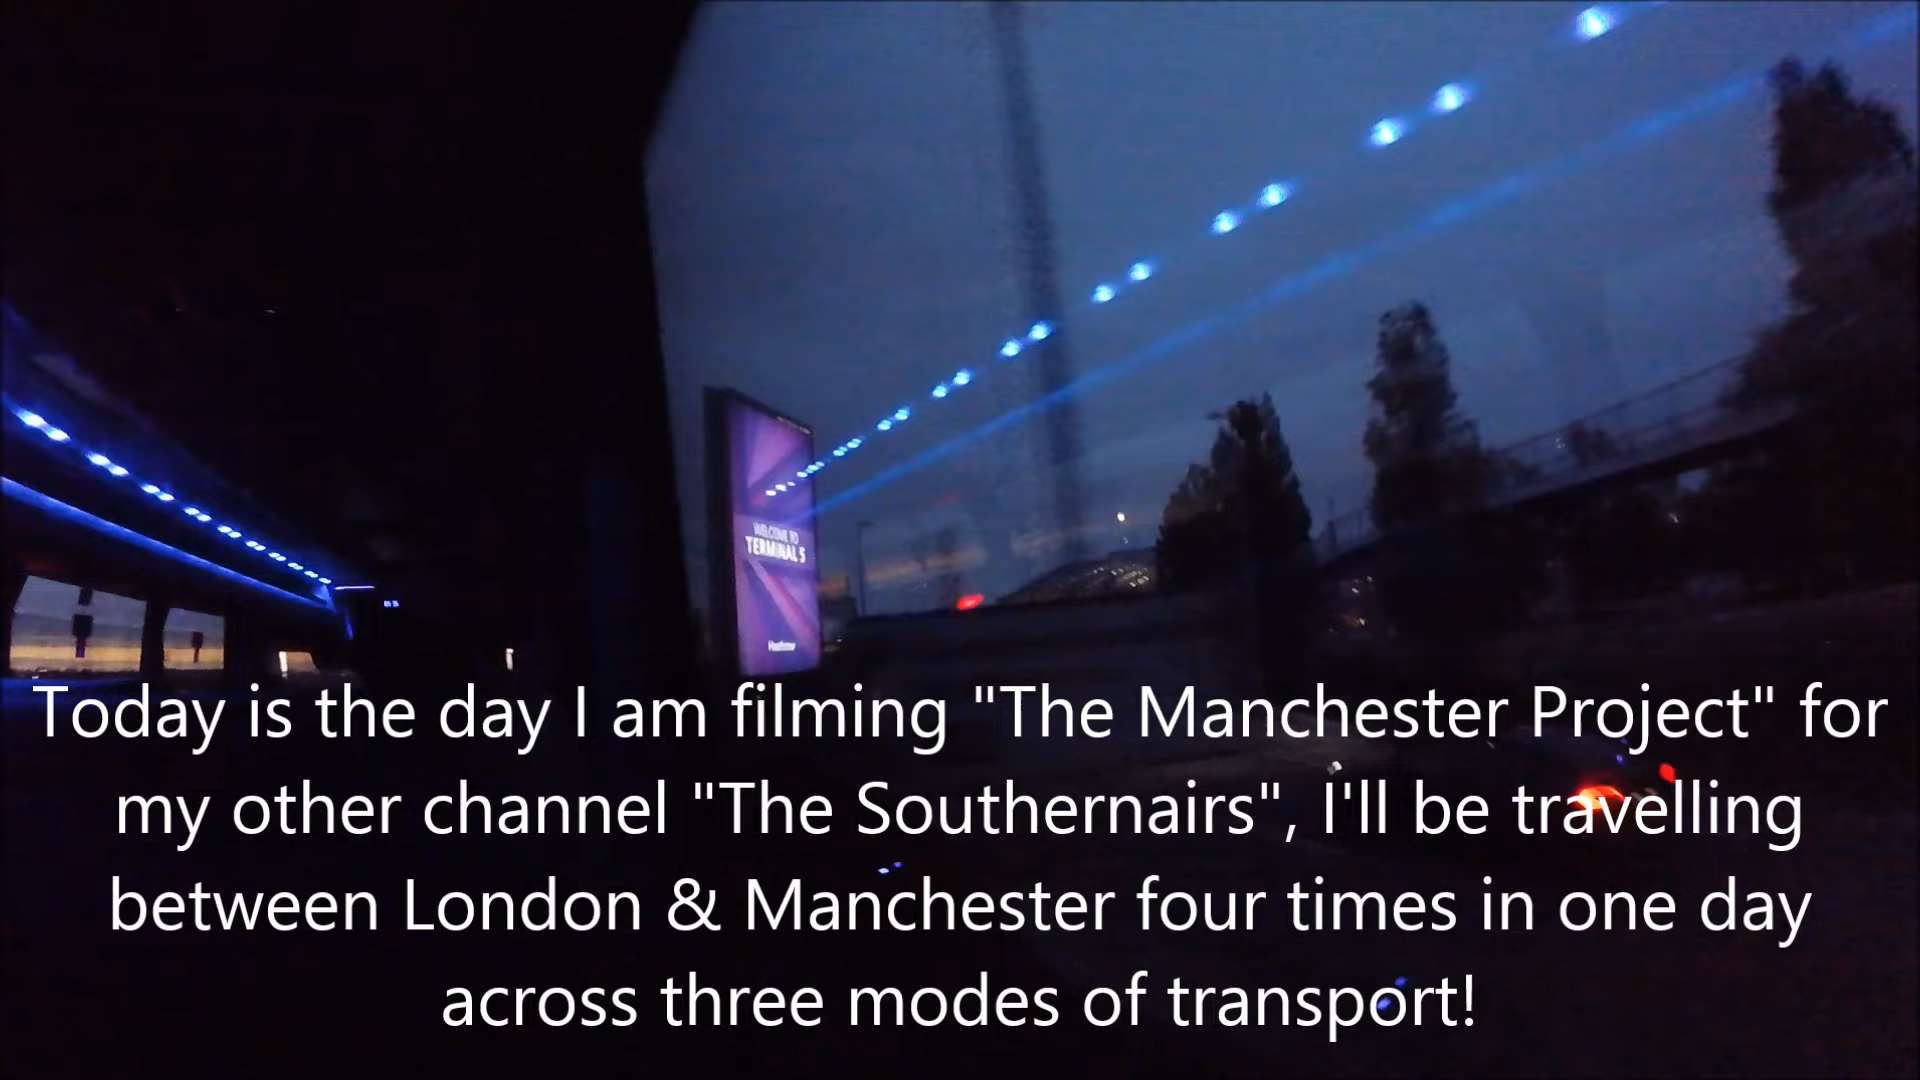 WELCOME TO
TERMINAL 5
Heathrow
Today is the day I am filming "The Manchester Project" for
my other channel "The Southernairs", I'll be travelling
between London & Manchester four times in one day
across three modes of transport!